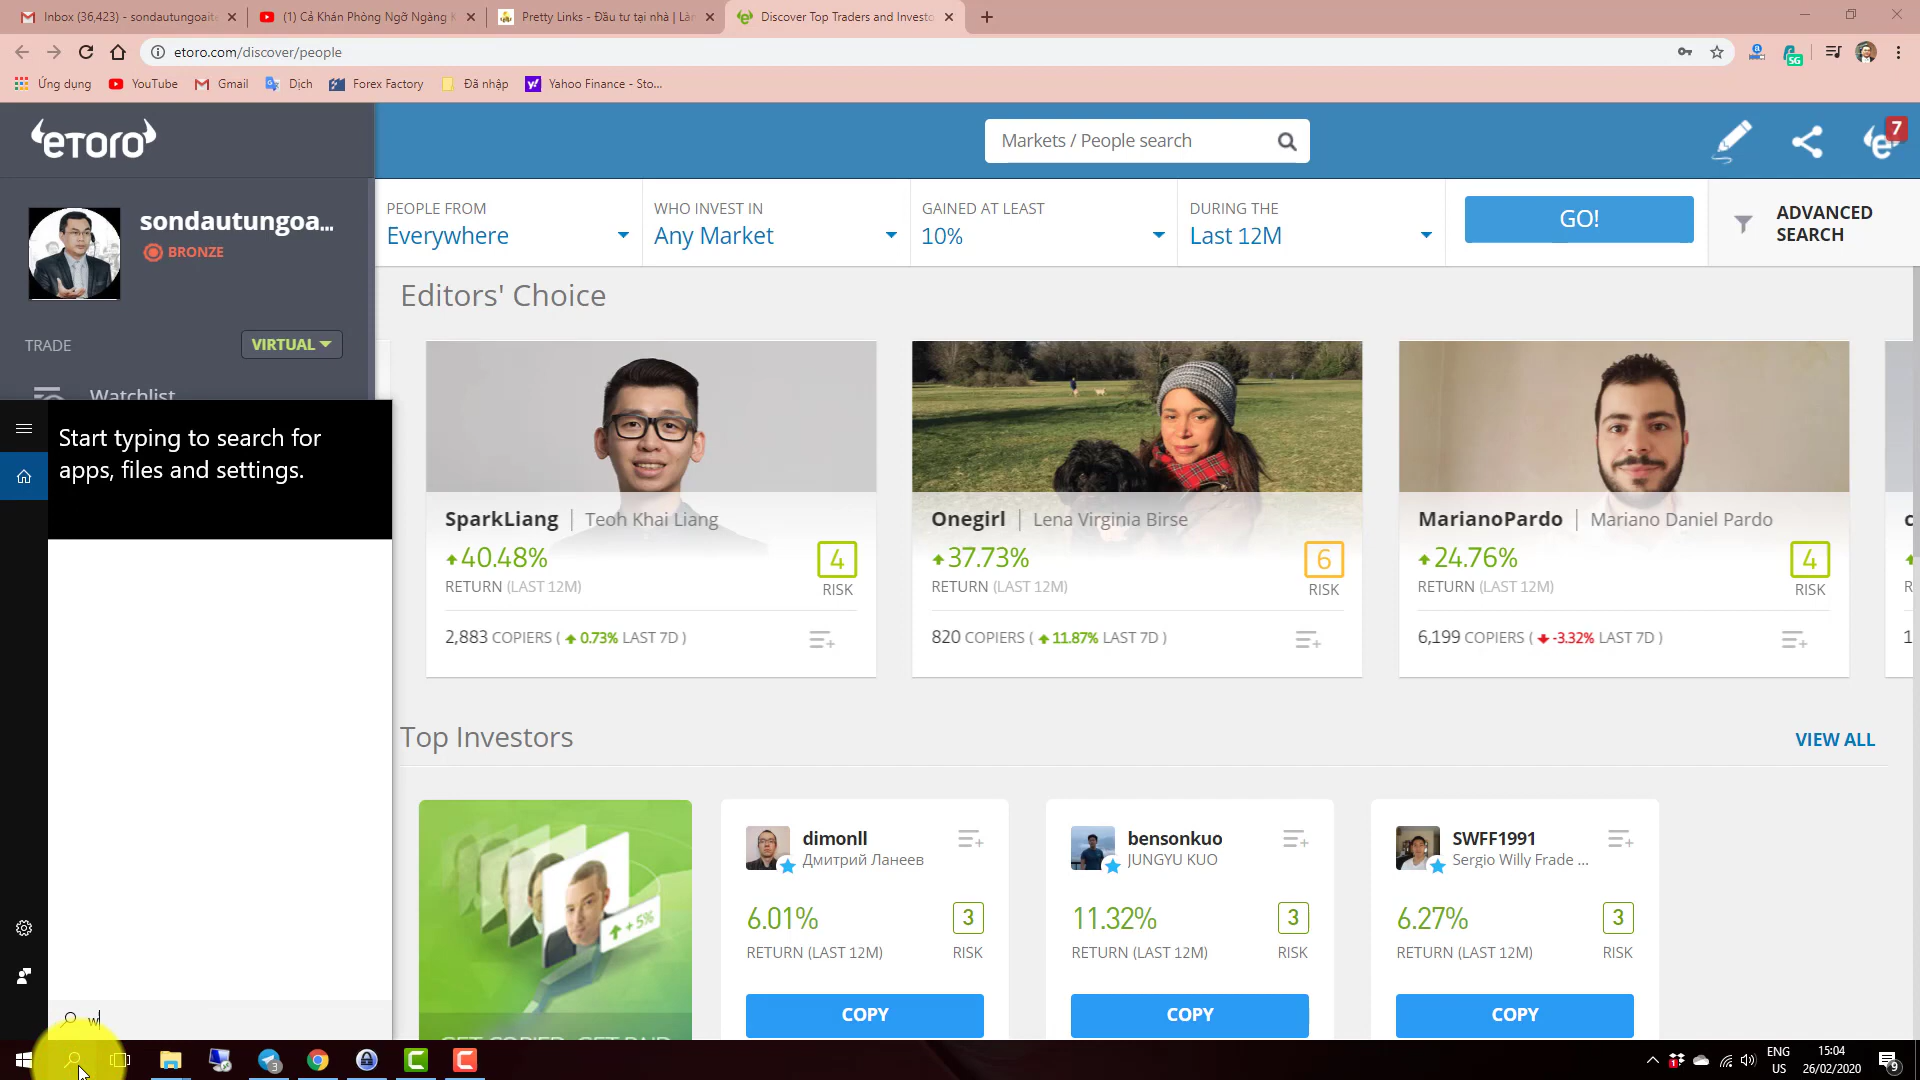 Inbox (36,423) - sondautungoaite
(1) Cả Khán Phòng Ngỡ Ngàng K
Pretty Links - Đầu tư tại nhà | Làn
Discover Top Traders and Investo
etoro.com/discover/people
SG
Ứng dụng
YouTube
Gmail
Dịch
Forex Factory
Đã nhập
Yahoo Finance - Sto...
eTORO
Markets / People search
7
sondautungoa...
BRONZE
PEOPLE FROM
Everywhere
WHO INVEST IN
Any Market
GAINED AT LEAST
10%
DURING THE
Last 12M
GO!
ADVANCED
SEARCH
TRADE
VIRTUAL
Watchlist
Start typing to search for
apps, files and settings.
w
Editors' Choice
SparkLiang | Teoh Khai Liang
40.48%
4
RETURN (LAST 12M)
RISK
2,883 COPIERS ( 0.73% LAST 7D )
Onegirl | Lena Virginia Birse
37.73%
6
RETURN (LAST 12M)
RISK
820 COPIERS ( 11.87% LAST 7D )
MarianoPardo | Mariano Daniel Pardo
24.76%
4
RETURN (LAST 12M)
RISK
6,199 COPIERS ( -3.32% LAST 7D )
Top Investors
VIEW ALL
+ 5%
dimonll
Дмитрий Ланеев
6.01%
3
RETURN (LAST 12M)
RISK
COPY
bensonkuo
JUNGYU KUO
11.32%
3
RETURN (LAST 12M)
RISK
COPY
SWFF1991
Sergio Willy Frade ...
6.27%
3
RETURN (LAST 12M)
RISK
COPY
3
1
ENG
US
15:04
26/02/2020
9